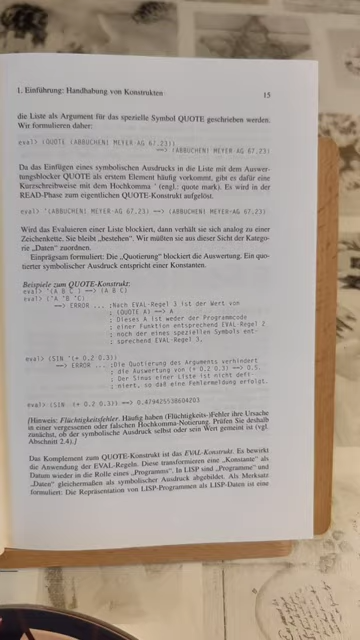 1. Einführung: Handhabung von Konstrukten 15
die Liste als Argument für das spezielle Symbol QUOTE geschrieben werden.
Wir formulieren daher:
eval> (QUOTE (ABBUCHEN! MEYER-AG 67.23))
==> (ABBUCHEN! MEYER-AG 67.23)
Da das Einfügen eines symbolischen Ausdrucks in die Liste mit dem Auswer-
tungsblocker QUOTE als erstem Element häufig vorkommt, gibt es dafür eine
Kurzschreibweise mit dem Hochkomma ' (engl.: quote mark). Es wird in der
READ-Phase zum eigentlichen QUOTE-Konstrukt aufgelöst.
eval> '(ABBUCHEN! MEYER-AG 67.23) ==> (ABBUCHEN! MEYER-AG 67.23)
Wird das Evaluieren einer Liste blockiert, dann verhält sie sich analog zu einer
Zeichenkette. Sie bleibt „bestehen“. Wir müßten sie aus dieser Sicht der Katego-
rie „Daten“ zuordnen.
Einprägsam formuliert: Die „Quotierung“ blockiert die Auswertung. Ein quo-
tierter symbolischer Ausdruck entspricht einer Konstanten.
Beispiele zum QUOTE-Konstrukt:
eval> '(A B C ) ==> (A B C)
eval> ('A 'B 'C)
==> ERROR ... ;Nach EVAL-Regel 3 ist der Wert von
; (QUOTE A) ==> A
; Dieses A ist weder der Programmcode
; einer Funktion entsprechend EVAL-Regel 2
; noch der eines speziellen Symbols ent-
; sprechend EVAL-Regel 3.
eval> (SIN '(+ 0.2 0.3))
==> ERROR ... ;Die Quotierung des Arguments verhindert
; die Auswertung von (+ 0.2 0.3) ==> 0.5.
; Der Sinus einer Liste ist nicht defi-
; niert, so daß eine Fehlermeldung erfolgt.
eval> (SIN (+ 0.2 0.3)) ==> 0.479425538604203
[Hinweis: Flüchtigkeitsfehler. Häufig haben (Flüchtigkeits-)Fehler ihre Ursache
in einer vergessenen oder falschen Hochkomma-Notierung. Prüfen Sie deshalb
zunächst, ob der symbolische Ausdruck selbst oder sein Wert gemeint ist (vgl.
Abschnitt 2.4).]
Das Komplement zum QUOTE-Konstrukt ist das EVAL-Konstrukt. Es bewirkt
die Anwendung der EVAL-Regeln. Diese transformieren eine „Konstante“ als
Datum wieder in die Rolle eines „Programms“. In LISP sind „Programme“ und
„Daten“ gleichermaßen als symbolischer Ausdruck abgebildet. Als Merksatz
formuliert: Die Repräsentation von LISP-Programmen als LISP-Daten ist eine